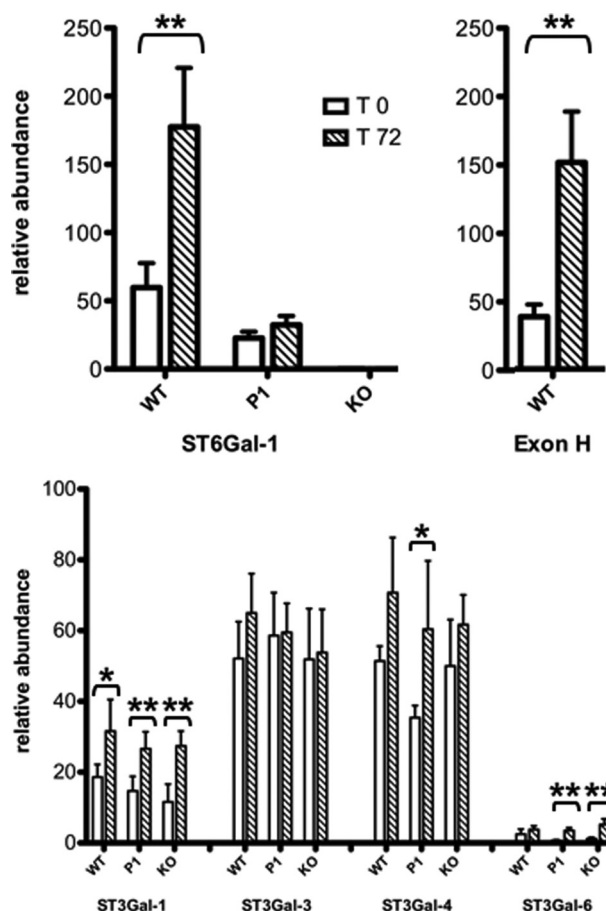 ** **
250 250
200 200
150 150
100 100
50 50
0 0
relative abundance
T 0
T 72
WT P1 KO WT
ST6Gal-1 Exon H
100
80
60
40
20
0
relative abundance
* ** ** * ** **
WT P1 KO WT P1 KO WT P1 KO WT P1 KO
ST3Gal-1 ST3Gal-3 ST3Gal-4 ST3Gal-6